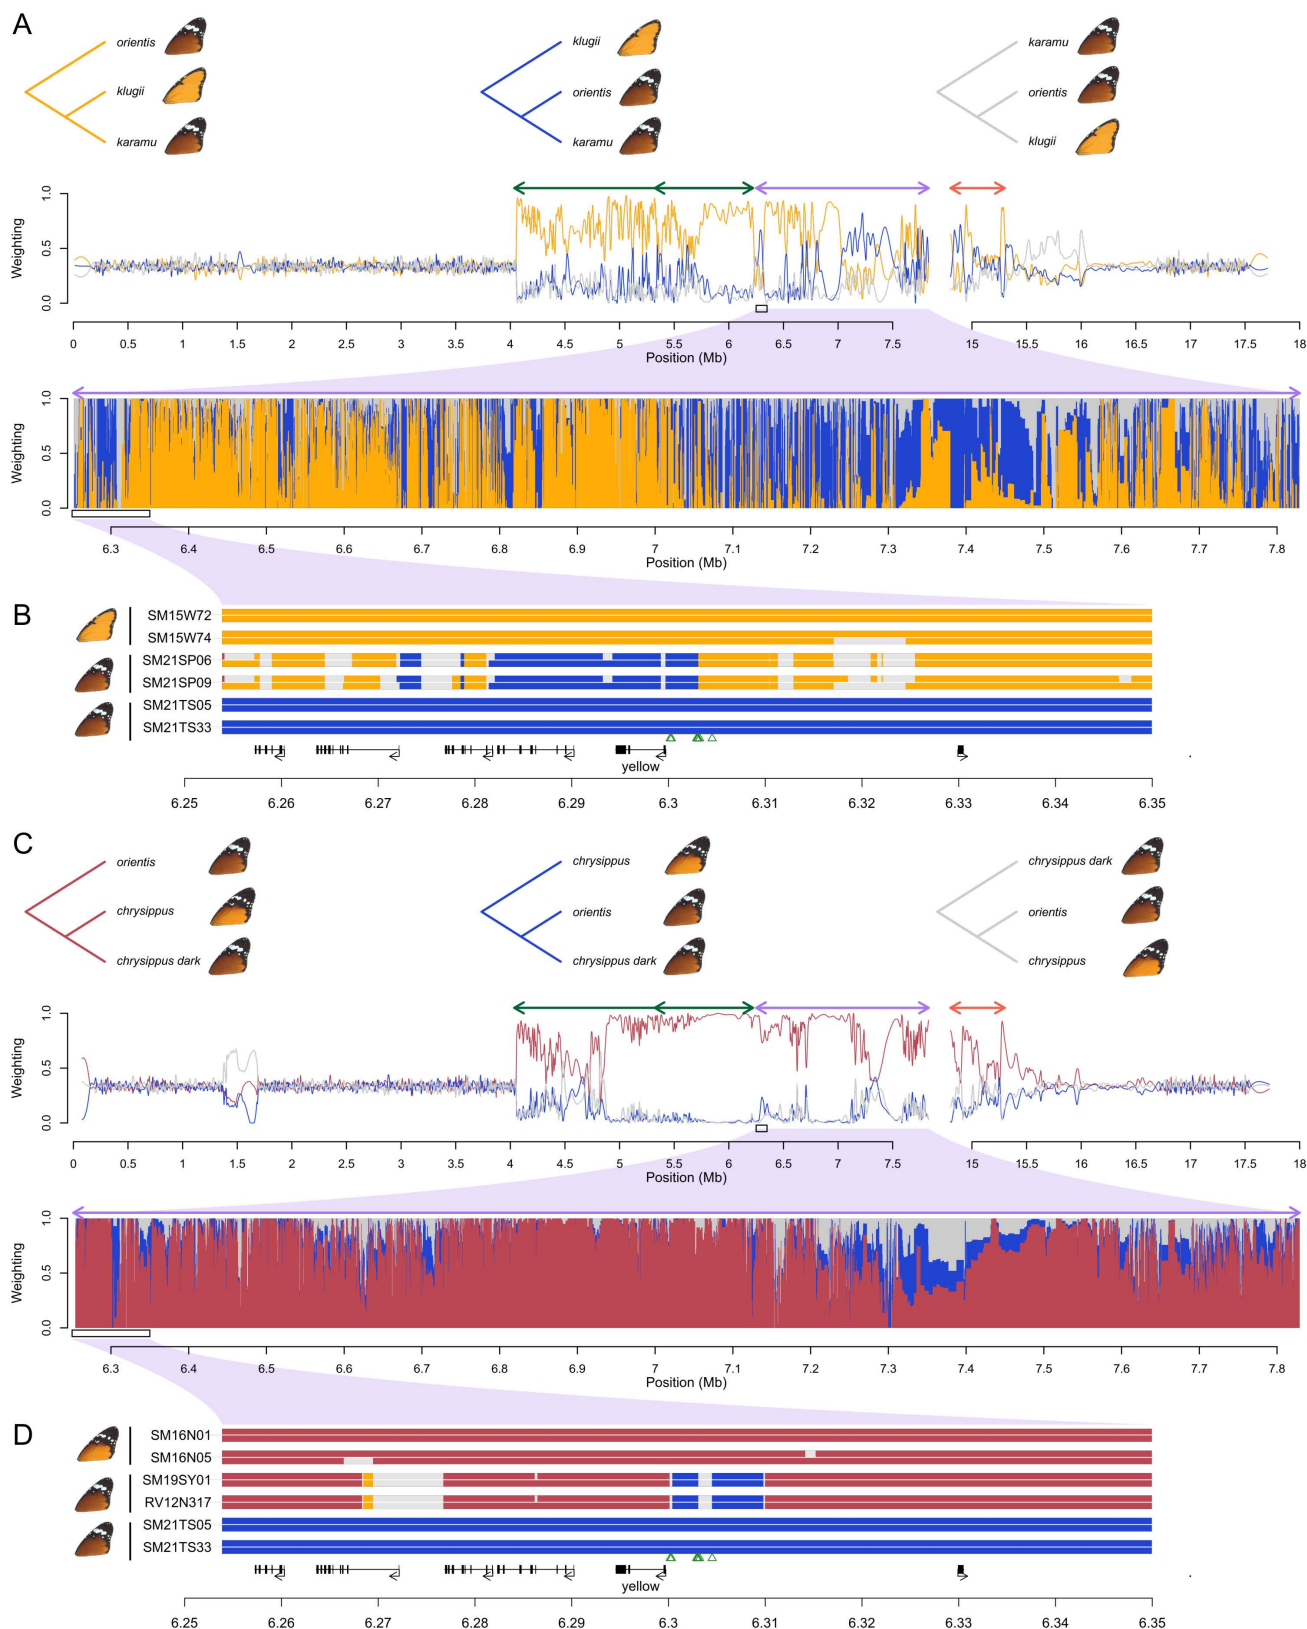 A
orientis
klugii
karamu
klugii
orientis
karamu
karamu
orientis
klugii
Weighting
0.0 0.5 1.0
0 0.5 1 1.5 2 2.5 3 3.5 4 4.5 5 5.5 6 6.5 7 7.5 15 15.5 16 16.5 17 17.5 18
Position (Mb)
Weighting
0.0 0.5 1.0
6.3 6.4 6.5 6.6 6.7 6.8 6.9 7 7.1 7.2 7.3 7.4 7.5 7.6 7.7 7.8
Position (Mb)
B
SM15W72
SM15W74
SM21SP06
SM21SP09
SM21TS05
SM21TS33
yellow
6.25 6.26 6.27 6.28 6.29 6.3 6.31 6.32 6.33 6.34 6.35
C
orientis
chrysippus
chrysippus dark
chrysippus
orientis
chrysippus dark
chrysippus dark
orientis
chrysippus
Weighting
0.0 0.5 1.0
0 0.5 1 1.5 2 2.5 3 3.5 4 4.5 5 5.5 6 6.5 7 7.5 15 15.5 16 16.5 17 17.5 18
Position (Mb)
Weighting
0.0 0.5 1.0
6.3 6.4 6.5 6.6 6.7 6.8 6.9 7 7.1 7.2 7.3 7.4 7.5 7.6 7.7 7.8
Position (Mb)
D
SM16N01
SM16N05
SM19SY01
RV12N317
SM21TS05
SM21TS33
yellow
6.25 6.26 6.27 6.28 6.29 6.3 6.31 6.32 6.33 6.34 6.35